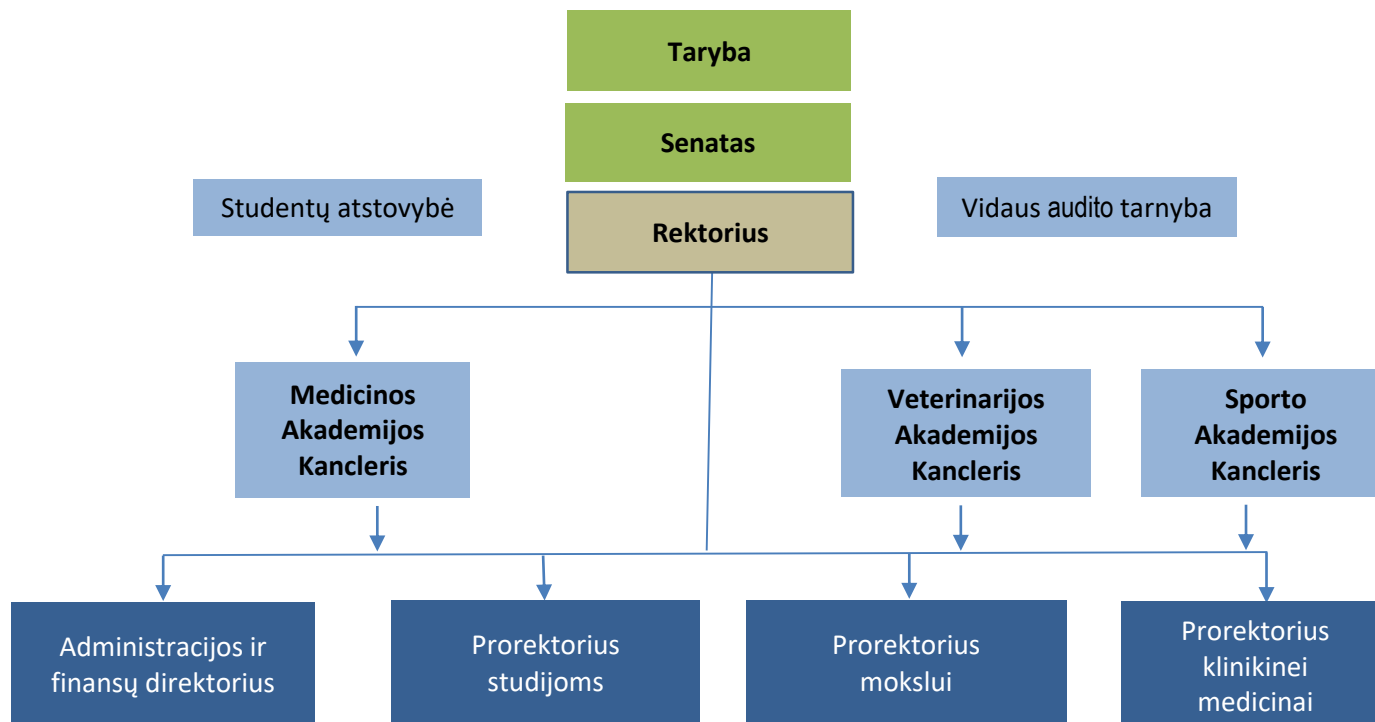 Taryba
Senatas
Studentų atstovybė
Vidaus audito tarnyba
Rektorius
Medicinos
Akademijos
Kancleris
Veterinarijos
Akademijos
Kancleris
Sporto
Akademijos
Kancleris
Administracijos ir
finansų direktorius
Prorektorius
studijoms
Prorektorius
mokslui
Prorektorius
klinikinei
medicinai